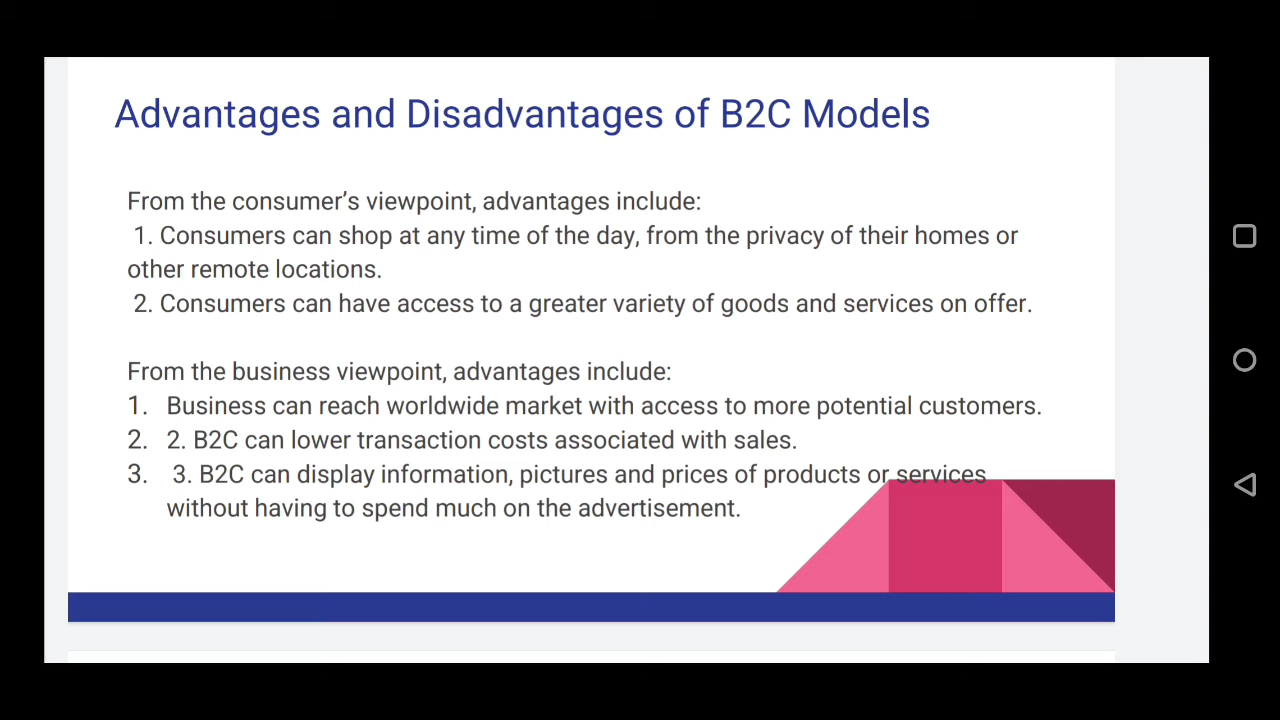 Advantages and Disadvantages of B2C Models
From the consumer’s viewpoint, advantages include:
1. Consumers can shop at any time of the day, from the privacy of their homes or
other remote locations.
2. Consumers can have access to a greater variety of goods and services on offer.
From the business viewpoint, advantages include:
1. Business can reach worldwide market with access to more potential customers.
2. 2. B2C can lower transaction costs associated with sales.
3. 3. B2C can display information, pictures and prices of products or services
without having to spend much on the advertisement.